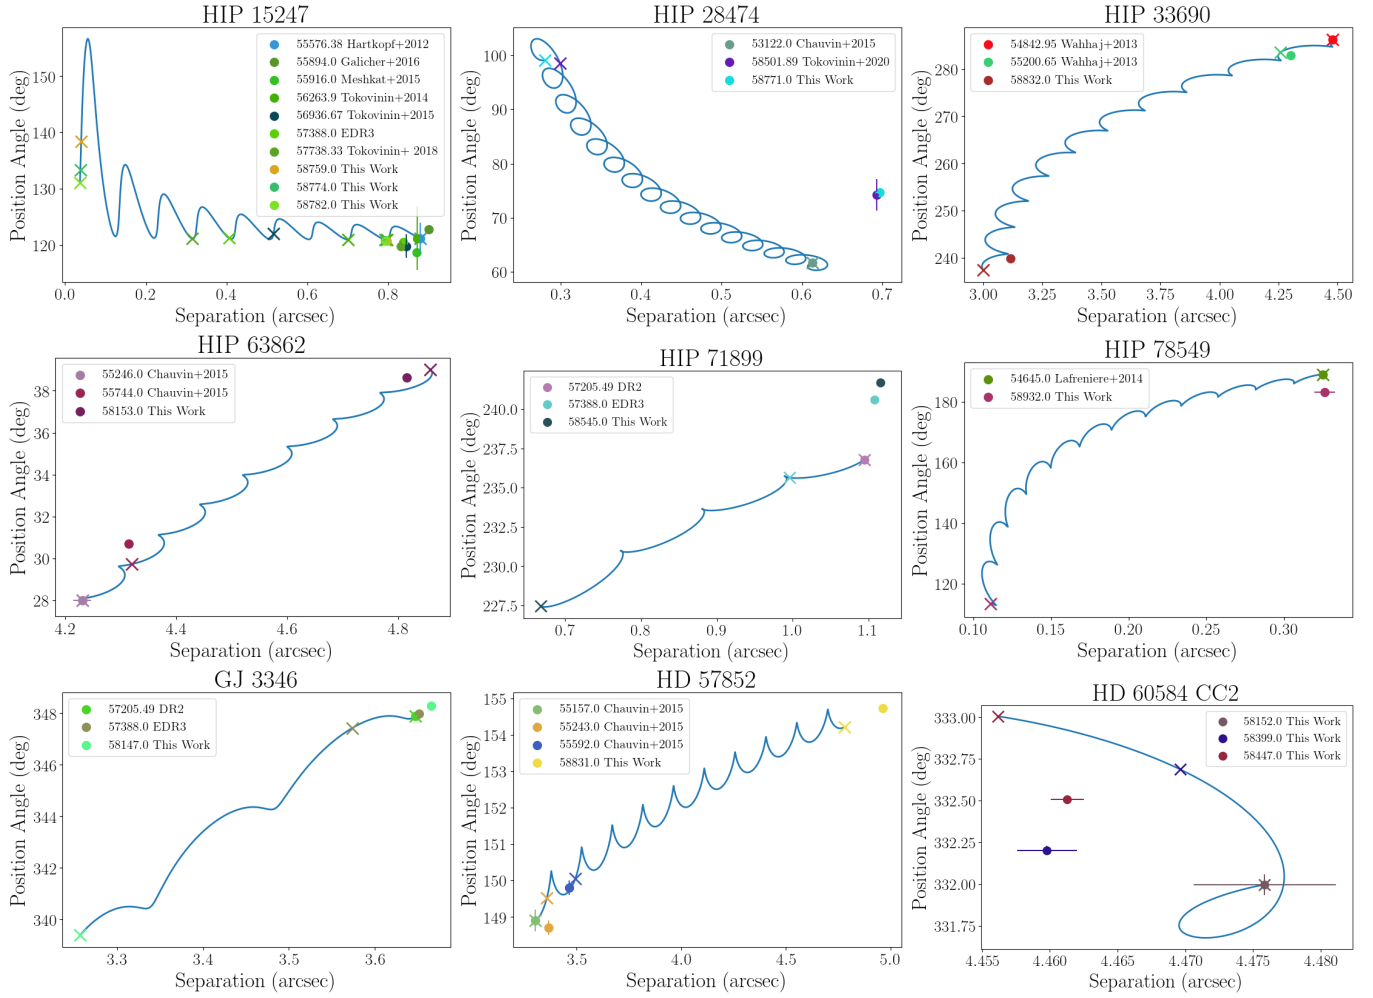 HIP 15247
Position Angle (deg)
150
140
130
120
55576.38 Hartkopf+2012
55894.0 Galicher+2016
55916.0 Meshkat+2015
56263.9 Tokovinin+2014
56936.67 Tokovinin+2015
57388.0 EDR3
57738.33 Tokovinin+ 2018
58759.0 This Work
58774.0 This Work
58782.0 This Work
0.0 0.2 0.4 0.6 0.8
Separation (arcsec)
HIP 28474
Position Angle (deg)
100
90
80
70
60
53122.0 Chauvin+2015
58501.89 Tokovinin+2020
58771.0 This Work
0.3 0.4 0.5 0.6 0.7
Separation (arcsec)
HIP 33690
Position Angle (deg)
280
270
260
250
240
54842.95 Wahhaj+2013
55200.65 Wahhaj+2013
58832.0 This Work
3.00 3.25 3.50 3.75 4.00 4.25 4.50
Separation (arcsec)
HIP 63862
Position Angle (deg)
38
36
34
32
30
28
55246.0 Chauvin+2015
55744.0 Chauvin+2015
58153.0 This Work
4.2 4.4 4.6 4.8
Separation (arcsec)
HIP 71899
Position Angle (deg)
240.0
237.5
235.0
232.5
230.0
227.5
57205.49 DR2
57388.0 EDR3
58545.0 This Work
0.7 0.8 0.9 1.0 1.1
Separation (arcsec)
HIP 78549
Position Angle (deg)
180
160
140
120
54645.0 Lafreniere+2014
58932.0 This Work
0.10 0.15 0.20 0.25 0.30
Separation (arcsec)
GJ 3346
Position Angle (deg)
348
346
344
342
340
57205.49 DR2
57388.0 EDR3
58147.0 This Work
3.3 3.4 3.5 3.6
Separation (arcsec)
HD 57852
Position Angle (deg)
155
154
153
152
151
150
149
55157.0 Chauvin+2015
55243.0 Chauvin+2015
55592.0 Chauvin+2015
58831.0 This Work
3.5 4.0 4.5 5.0
Separation (arcsec)
HD 60584 CC2
Position Angle (deg)
333.00
332.75
332.50
332.25
332.00
331.75
58152.0 This Work
58399.0 This Work
58447.0 This Work
4.455 4.460 4.465 4.470 4.475 4.480
Separation (arcsec)